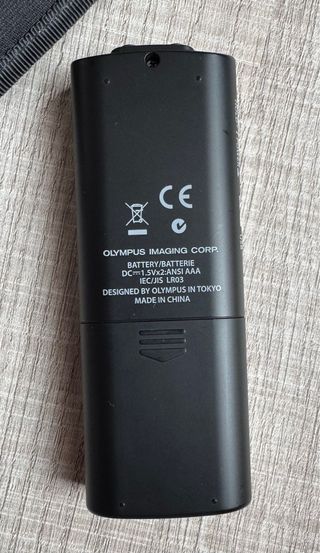 CE
OLYMPUS IMAGING CORP.
BATTERY/BATTERIE
DC⎓1.5Vx2:ANSI AAA
IEC/JIS LR03
DESIGNED BY OLYMPUS IN TOKYO
MADE IN CHINA